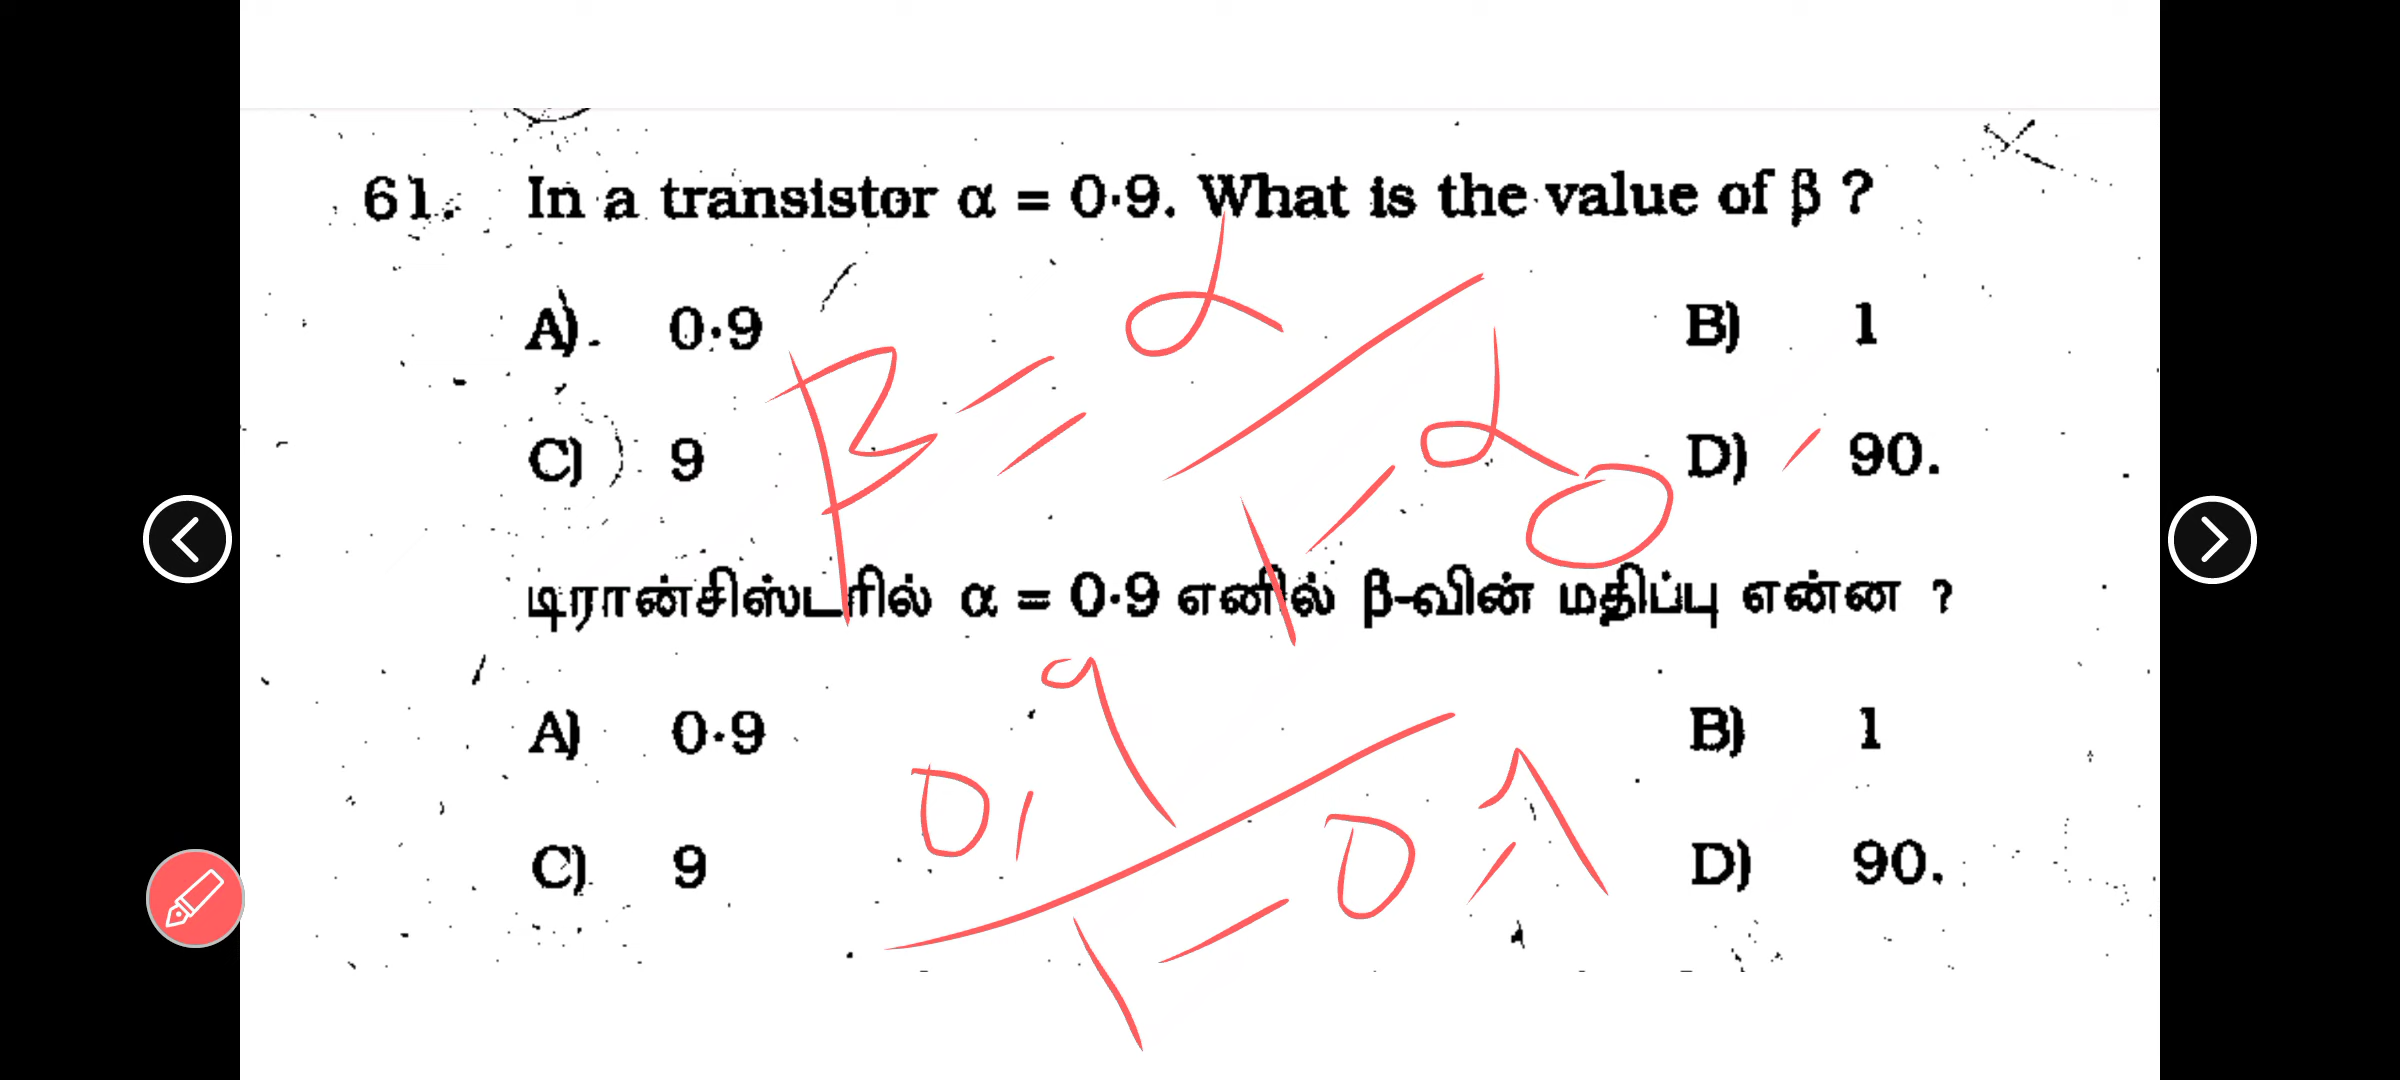 61. In a transistor α = 0·9. What is the value of β ?
A) 0·9 B) 1
C) 9 D) 90.
β = α / 1 - α
டிரான்சிஸ்டரில் α = 0·9 எனில் β-வின் மதிப்பு என்ன ?
A) 0·9 B) 1
C) 9 D) 90.
0.9 / 1 - 0.9